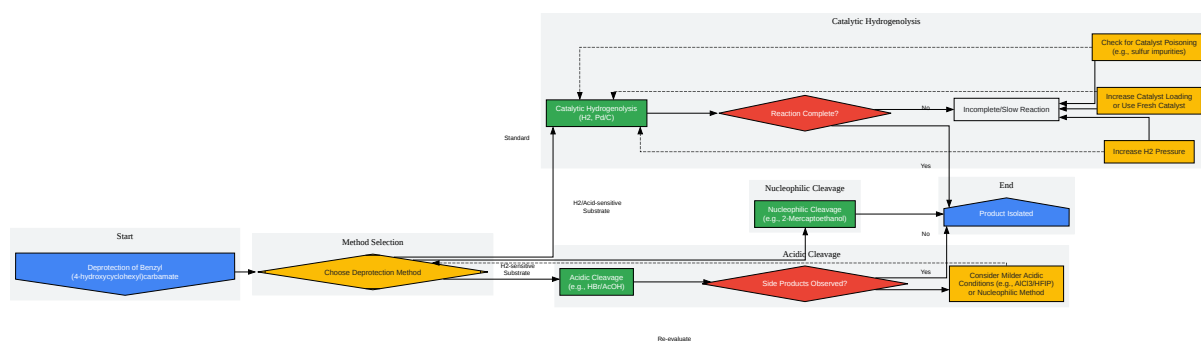 Catalytic Hydrogenolysis
Check for Catalyst Poisoning
(e.g., sulfur impurities)
Catalytic Hydrogenolysis
(H2, Pd/C)
Reaction Complete?
No
Incomplete/Slow Reaction
Increase Catalyst Loading
or Use Fresh Catalyst
Standard
Increase H2 Pressure
Yes
Nucleophilic Cleavage
End
H2/Acid-sensitive
Substrate
Nucleophilic Cleavage
(e.g., 2-Mercaptoethanol)
Product Isolated
Start
Method Selection
No
Acidic Cleavage
Deprotection of Benzyl
(4-hydroxycyclohexyl)carbamate
Choose Deprotection Method
H2-sensitive
Substrate
Acidic Cleavage
(e.g., HBr/AcOH)
Side Products Observed?
Yes
Consider Milder Acidic
Conditions (e.g., AlCl3/HFIP)
or Nucleophilic Method
Re-evaluate